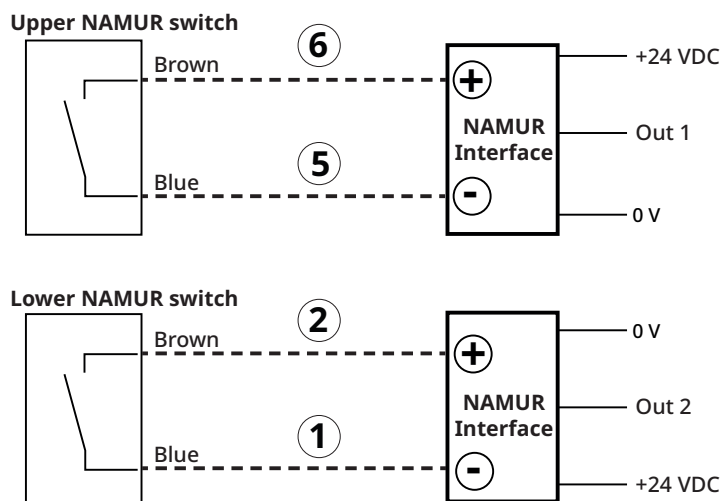 Upper NAMUR switch
Brown
6
+
+24 VDC
NAMUR
Interface
Out 1
Blue
5
-
0 V
Lower NAMUR switch
Brown
2
+
0 V
NAMUR
Interface
Out 2
Blue
1
-
+24 VDC